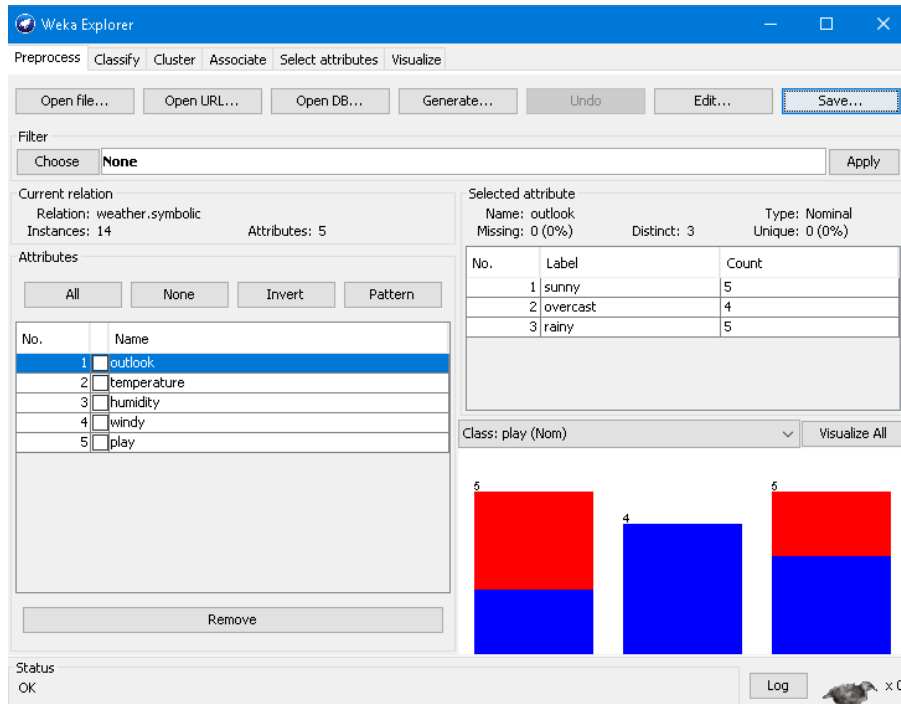 Weka Explorer
Preprocess Classify Cluster Associate Select attributes Visualize
Open file... Open URL... Open DB... Generate... Undo Edit... Save...
Filter
Choose None Apply
Current relation
Relation: weather.symbolic
Instances: 14 Attributes: 5
Selected attribute
Name: outlook Type: Nominal
Missing: 0 (0%) Distinct: 3 Unique: 0 (0%)
Attributes
All None Invert Pattern
No. Name
1 outlook
2 temperature
3 humidity
4 windy
5 play
Remove
No. Label Count
1 sunny 5
2 overcast 4
3 rainy 5
Class: play (Nom) Visualize All
5 4 5
Status
OK
Log x 0